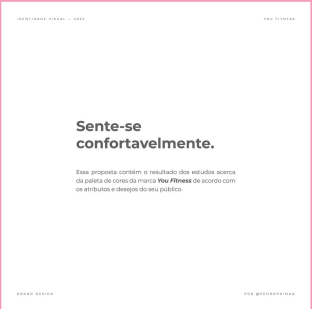 IDENTIDADE VISUAL — 2022
YOU FITNESS
Sente-se
confortavelmente.
Essa proposta contém o resultado dos estudos acerca
da paleta de cores da marca You Fitness de acordo com
os atributos e desejos do seu público.
BRAND DESIGN
POR